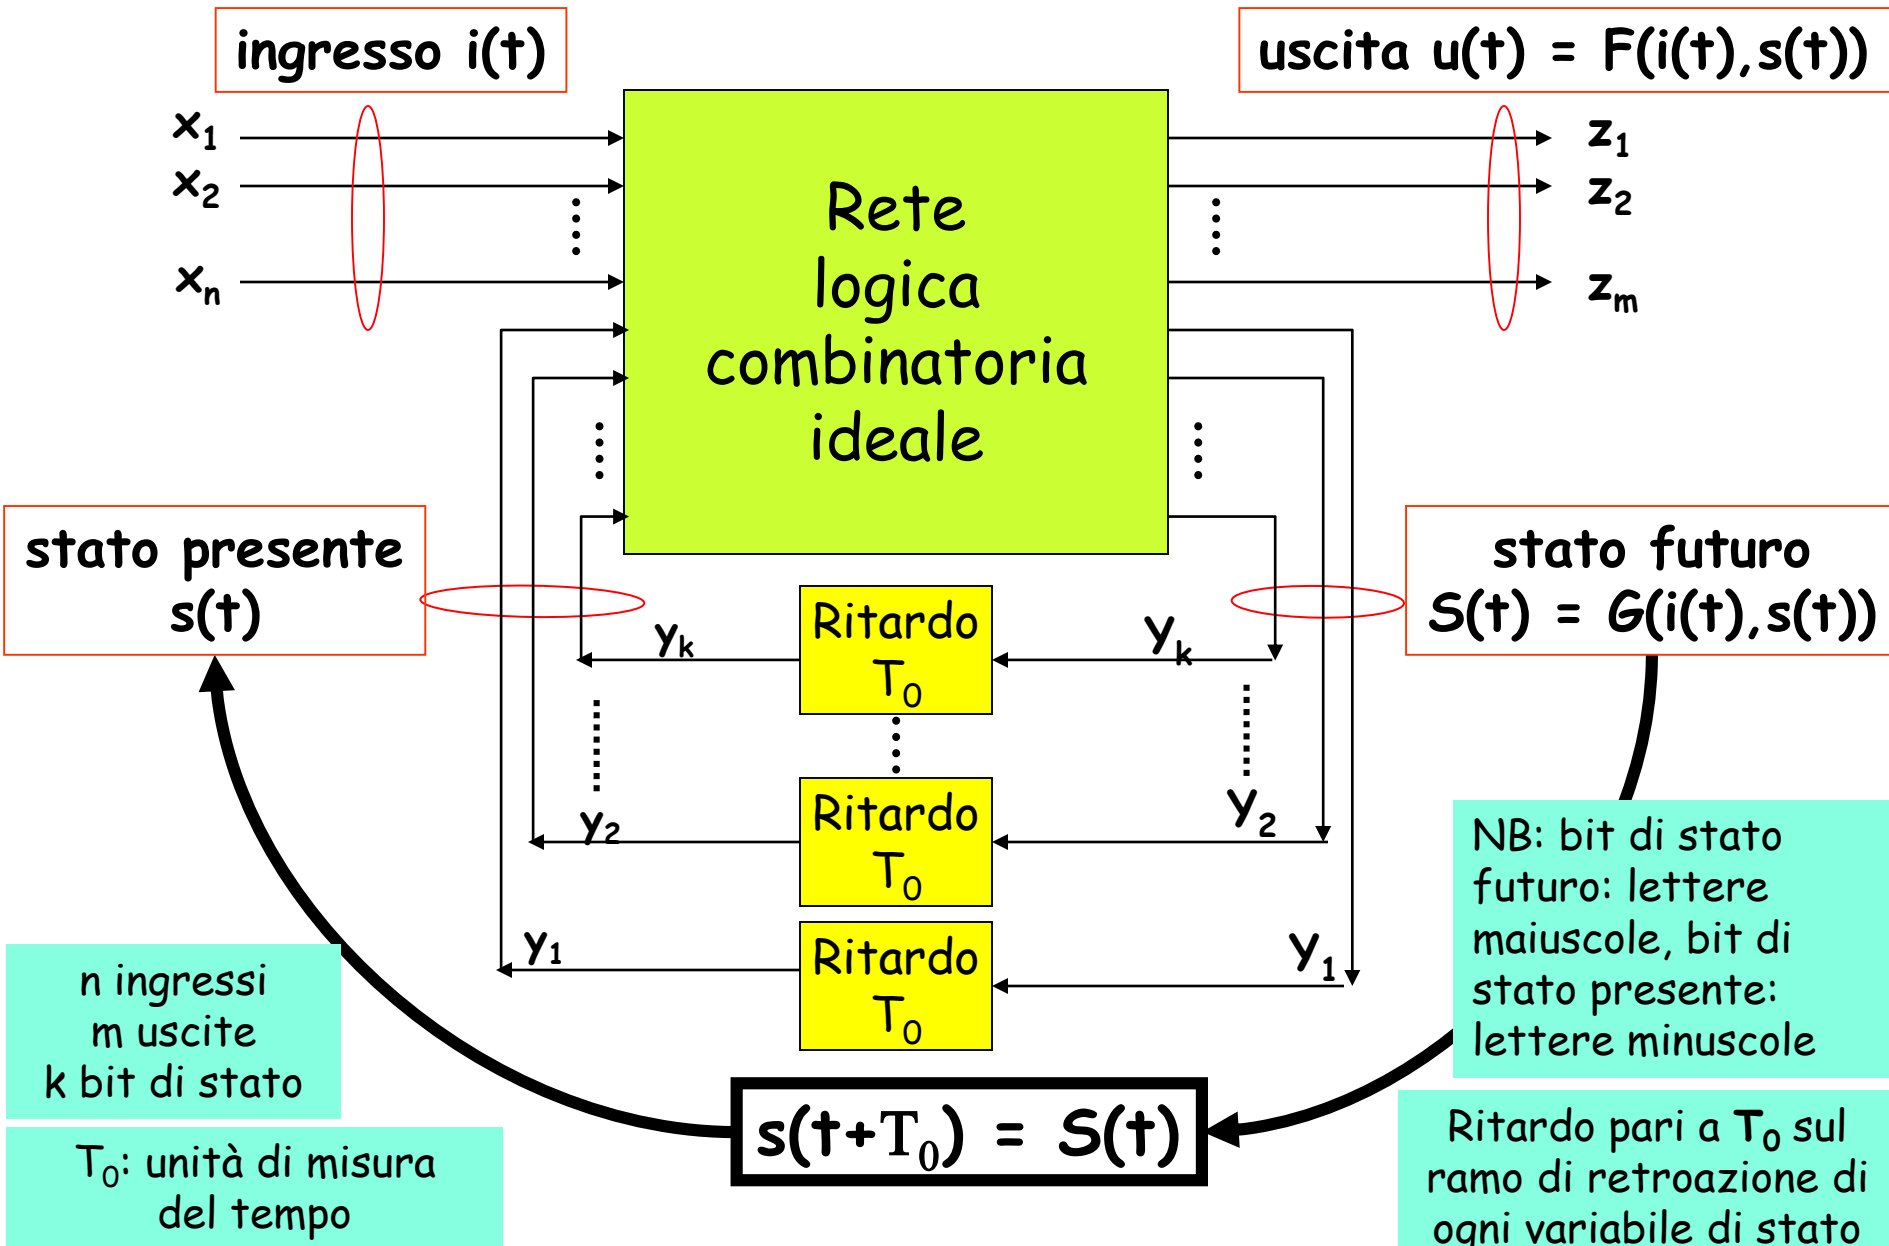 ingresso i(t)
uscita u(t) = F(i(t),s(t))
x1
x2
xn
Rete
logica
combinatoria
ideale
z1
z2
zm
stato presente
s(t)
stato futuro
S(t) = G(i(t),s(t))
yk
Ritardo
T0
Yk
y2
Ritardo
T0
Y2
y1
Ritardo
T0
Y1
NB: bit di stato
futuro: lettere
maiuscole, bit di
stato presente:
lettere minuscole
n ingressi
m uscite
k bit di stato
s(t+T0) = S(t)
T0: unità di misura
del tempo
Ritardo pari a T0 sul
ramo di retroazione di
ogni variabile di stato